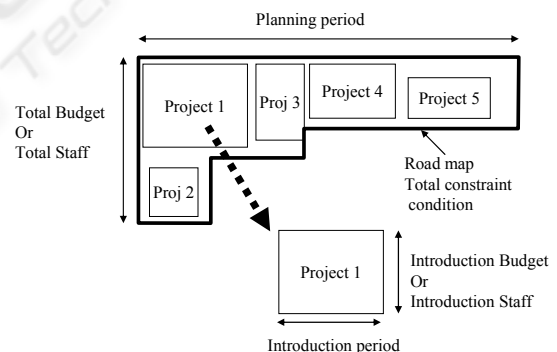 Planning period
Total Budget
Or
Total Staff
Project 1
Proj 3
Project 4
Project 5
Proj 2
Road map
Total constraint
condition
Project 1
Introduction Budget
Or
Introduction Staff
Introduction period